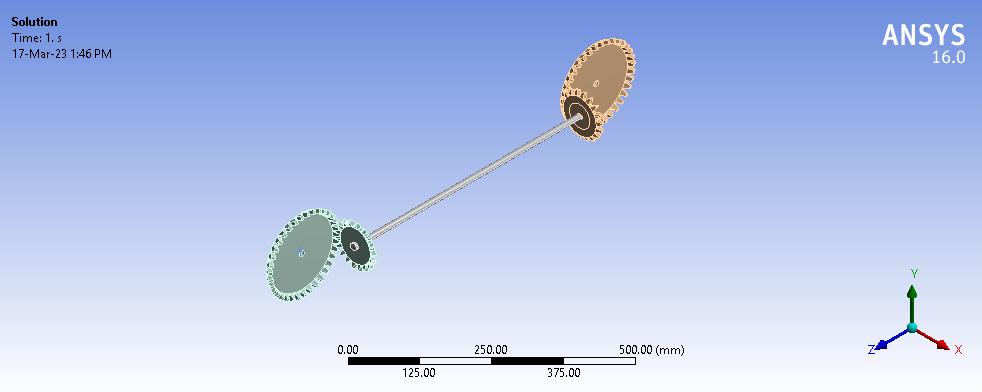 Solution
Time: 1. s
17-Mar-23 1:46 PM
ANSYS
16.0
0.00 250.00 500.00 (mm)
125.00 375.00
Y
Z X